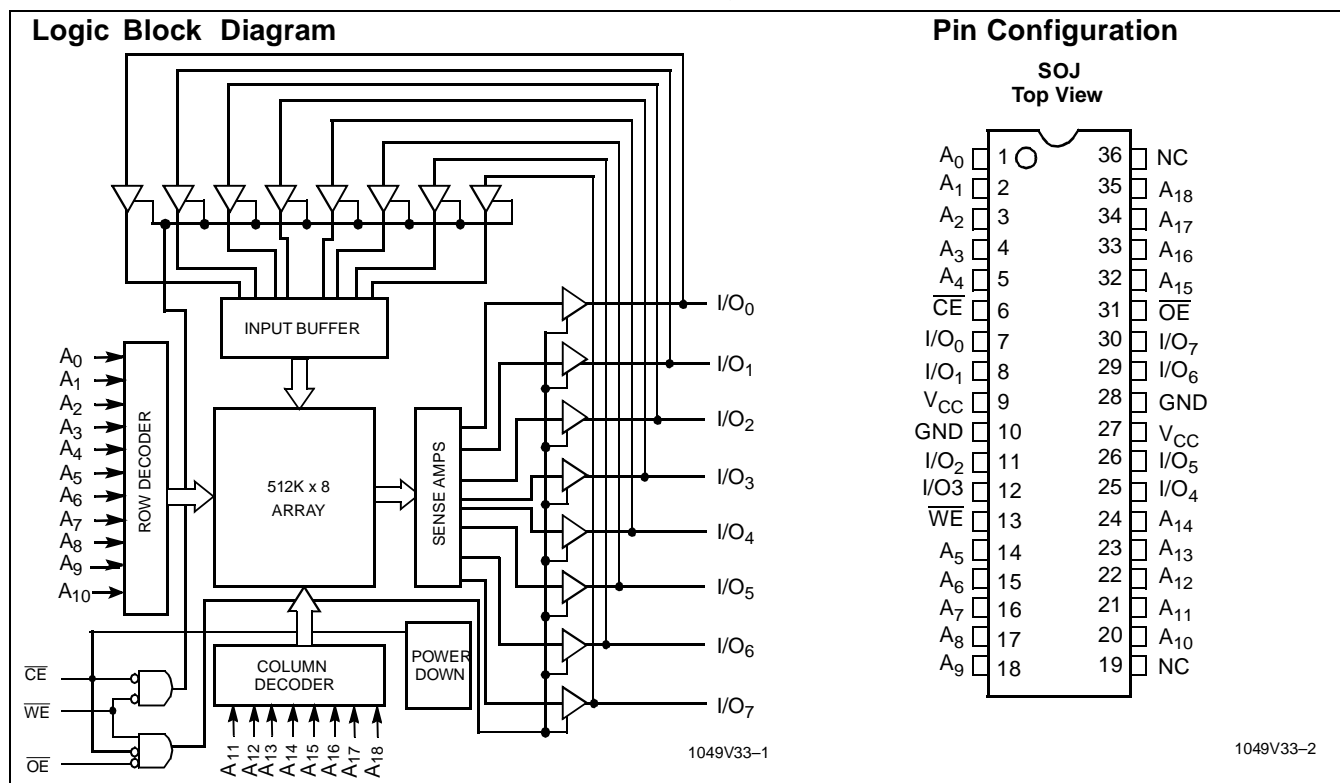 Logic Block Diagram
INPUT BUFFER
A0
A1
A2
A3
A4
A5
A6
A7
A8
A9
A10
ROW DECODER
512K x 8
ARRAY
SENSE AMPS
I/O0
I/O1
I/O2
I/O3
I/O4
I/O5
I/O6
I/O7
COLUMN
DECODER
POWER
DOWN
CE
WE
OE
A11
A12
A13
A14
A15
A16
A17
A18
1049V33–1
Pin Configuration
SOJ
Top View
A0 1 36 NC
A1 2 35 A18
A2 3 34 A17
A3 4 33 A16
A4 5 32 A15
CE 6 31 OE
I/O0 7 30 I/O7
I/O1 8 29 I/O6
VCC 9 28 GND
GND 10 27 VCC
I/O2 11 26 I/O5
I/O3 12 25 I/O4
WE 13 24 A14
A5 14 23 A13
A6 15 22 A12
A7 16 21 A11
A8 17 20 A10
A9 18 19 NC
1049V33–2